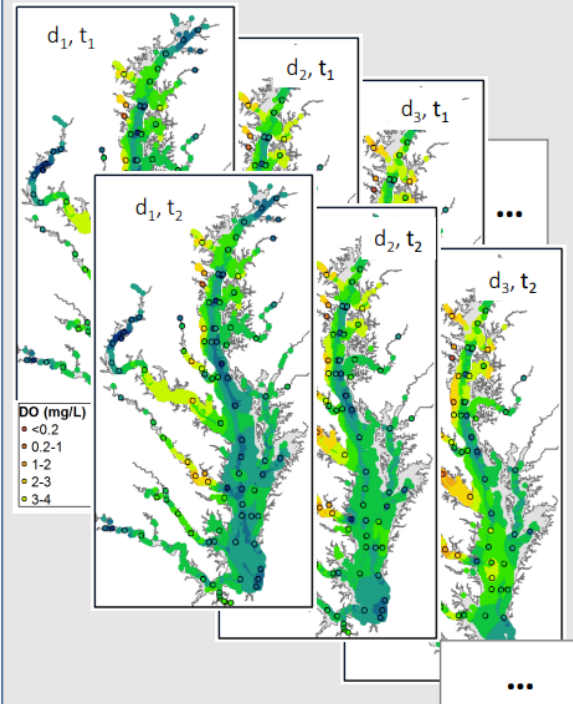 d₁, t₁
d₂, t₁
d₃, t₁
...
d₁, t₂
d₂, t₂
d₃, t₂
DO (mg/L)
<0.2
0.2-1
1-2
2-3
3-4
...